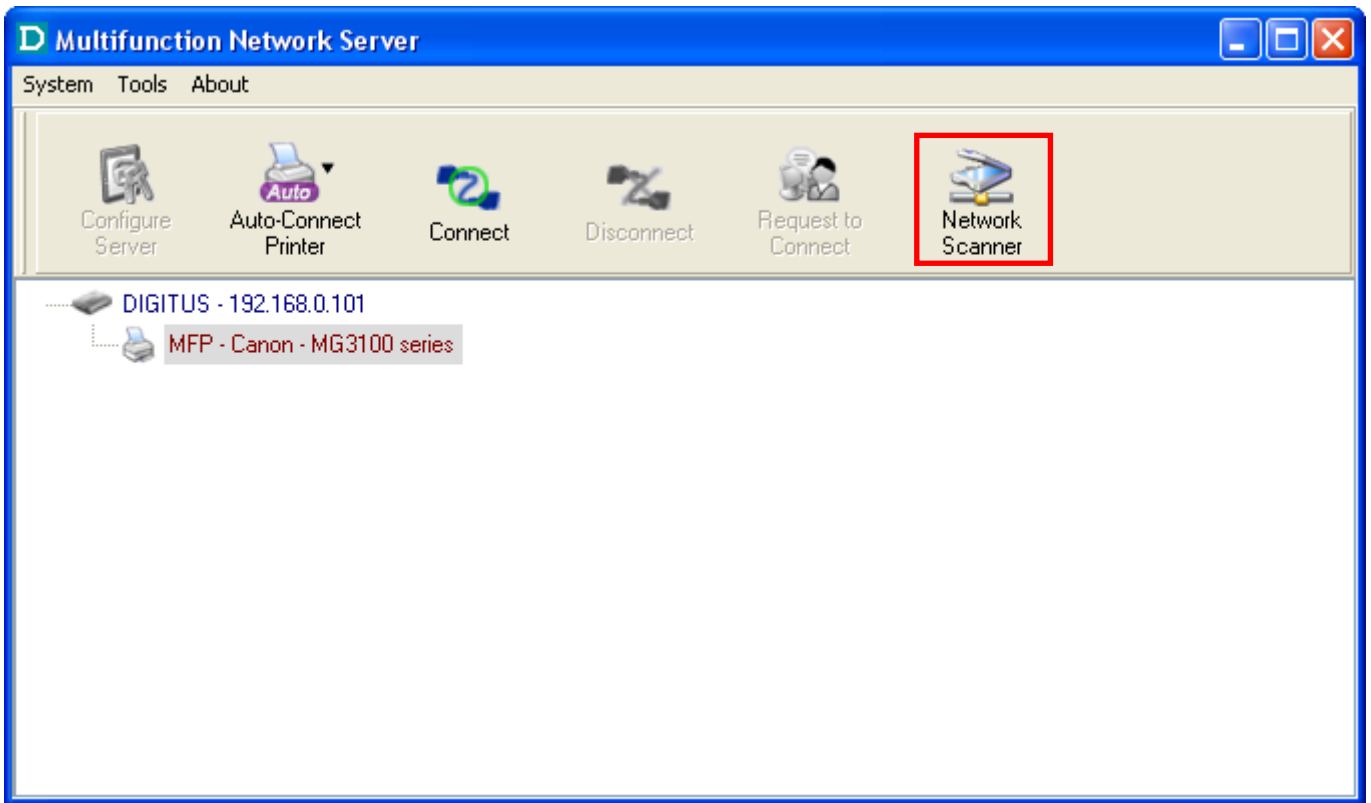 D Multifunction Network Server
System Tools About
Configure Server
Auto Auto-Connect Printer
Connect
Disconnect
Request to Connect
Network Scanner
DIGITUS - 192.168.0.101
MFP - Canon - MG3100 series